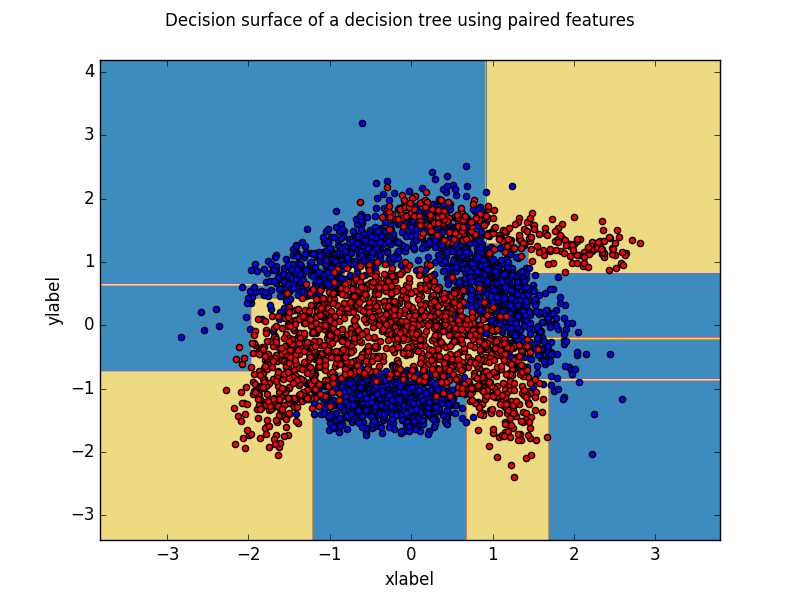 Decision surface of a decision tree using paired features
4
3
2
1
0
−1
−2
−3
ylabel
−3 −2 −1 0 1 2 3
xlabel